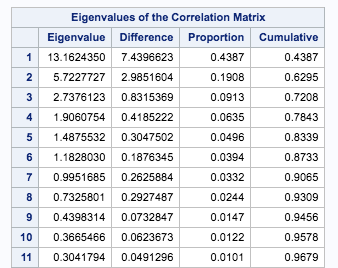 Eigenvalues of the Correlation Matrix
Eigenvalue Difference Proportion Cumulative
1 13.1624350 7.4396623 0.4387 0.4387
2 5.7227727 2.9851604 0.1908 0.6295
3 2.7376123 0.8315369 0.0913 0.7208
4 1.9060754 0.4185222 0.0635 0.7843
5 1.4875532 0.3047502 0.0496 0.8339
6 1.1828030 0.1876345 0.0394 0.8733
7 0.9951685 0.2625884 0.0332 0.9065
8 0.7325801 0.2927487 0.0244 0.9309
9 0.4398314 0.0732847 0.0147 0.9456
10 0.3665466 0.0623673 0.0122 0.9578
11 0.3041794 0.0491296 0.0101 0.9679